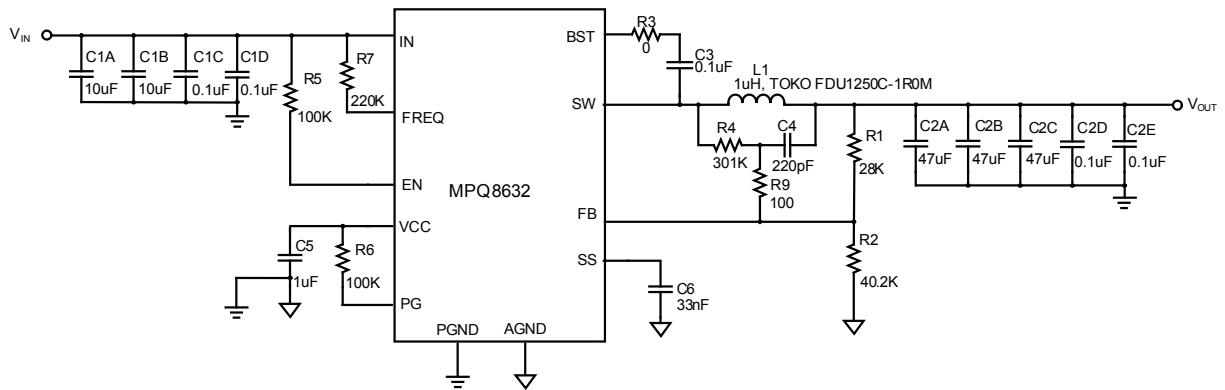 VIN
C1A
10uF
C1B
10uF
C1C
0.1uF
C1D
0.1uF
R5
100K
R7
220K
IN
FREQ
EN
VCC
PG
PGND
AGND
MPQ8632
BST
SW
FB
SS
C5
1uF
R6
100K
R3
0
C3
0.1uF
L1
1uH, TOKO FDU1250C-1R0M
R4
301K
C4
220pF
R9
100
R1
28K
R2
40.2K
C6
33nF
C2A
47uF
C2B
47uF
C2C
47uF
C2D
0.1uF
C2E
0.1uF
VOUT